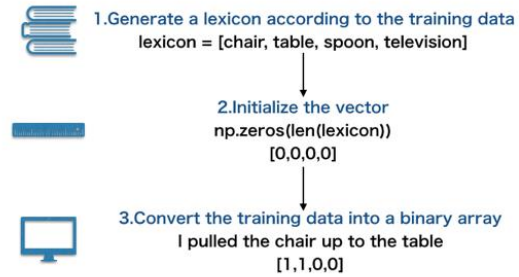 1.Generate a lexicon according to the training data
lexicon = [chair, table, spoon, television]
2.Initialize the vector
np.zeros(len(lexicon))
[0,0,0,0]
3.Convert the training data into a binary array
I pulled the chair up to the table
[1,1,0,0]